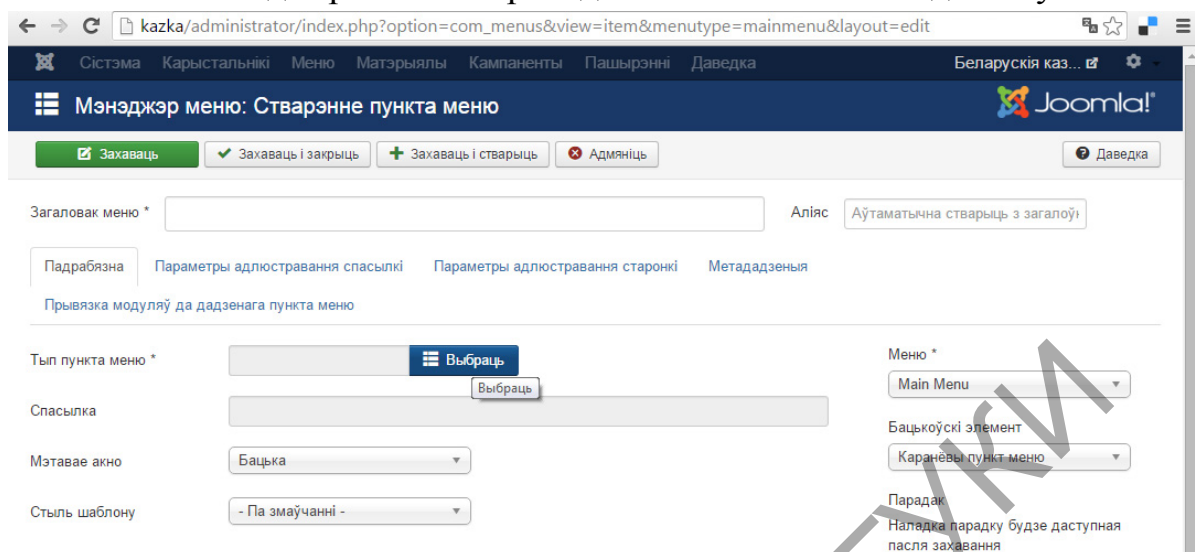 kazka/administrator/index.php?option=com_menus&view=item&menutype=mainmenu&layout=edit
Сістэма Карыстальнікі Меню Матэрыялы Кампаненты Пашырэнні Даведка Беларускія каз...
Мэнэджэр меню: Стварэнне пункта меню Joomla!®
Захаваць Захаваць і закрыць Захаваць і стварыць Адмяніць Даведка
Загаловак меню * Аліяс Аўтаматычна стварыць з
Падрабязна Параметры адлюстравання спасылкі Параметры адлюстравання старонкі Метададзеныя
Прывязка модуляў да дадзенага пункта меню
Тып пункта меню * Выбраць
Выбраць
Меню *
Main Menu
Спасылка
Бацькоўскі элемент
Мэтавае акно Бацька Каранёвы пункт меню
Стыль шаблону - Па змаўчанні -
Парадак
Наладка парадку будзе даступная
пасля захавання